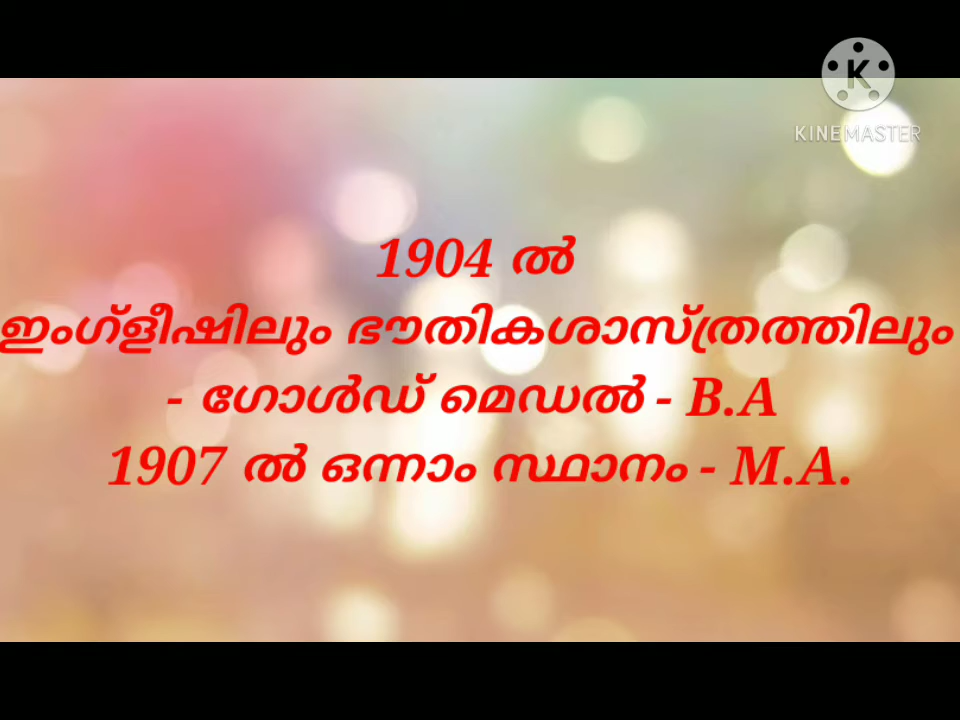 KINEMASTER
1904 ൽ
ഇംഗ്ളീഷിലും ഭൗതികശാസ്ത്രത്തിലും
- ഗോൾഡ് മെഡൽ - B.A
1907 ൽ ഒന്നാം സ്ഥാനം - M.A.